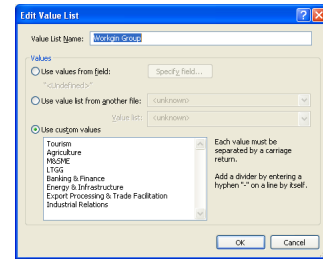 Edit Value List
Value List Name: Workgin Group
Values
Use values from field: Specify field...
"<Undefined>"
Use value list from another file: <unknown>
Value list: <unknown>
Use custom values
Tourism
Agriculture
M&SME
LTGG
Banking & Finance
Energy & Infrastructure
Export Processing & Trade Facilitation
Industrial Relations
Each value must be
separated by a carriage
return.
Add a divider by entering a
hyphen "-" on a line by itself.
OK Cancel